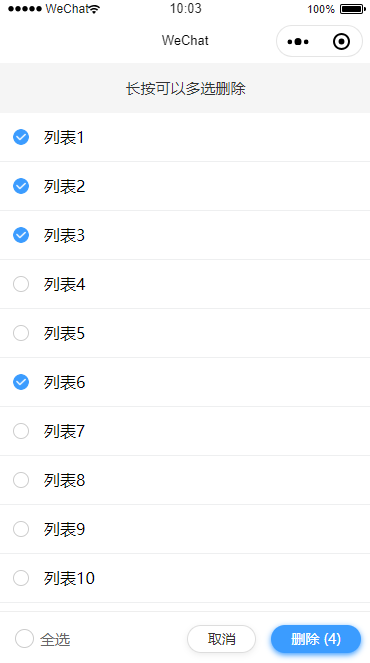 WeChat 10:03 100%
WeChat
长按可以多选删除
列表1
列表2
列表3
列表4
列表5
列表6
列表7
列表8
列表9
列表10
全选 取消 删除 (4)